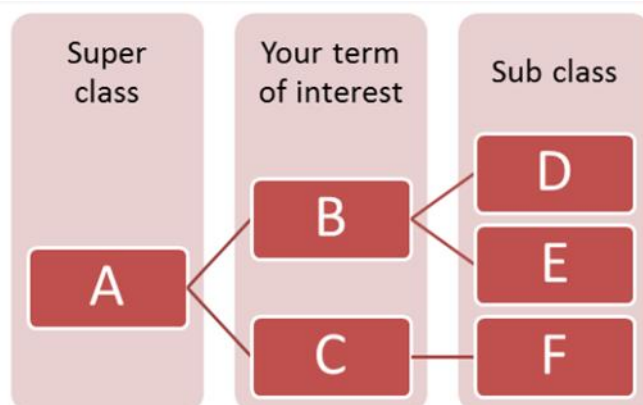 Super
class
Your term
of interest
Sub class
A
B
C
D
E
F